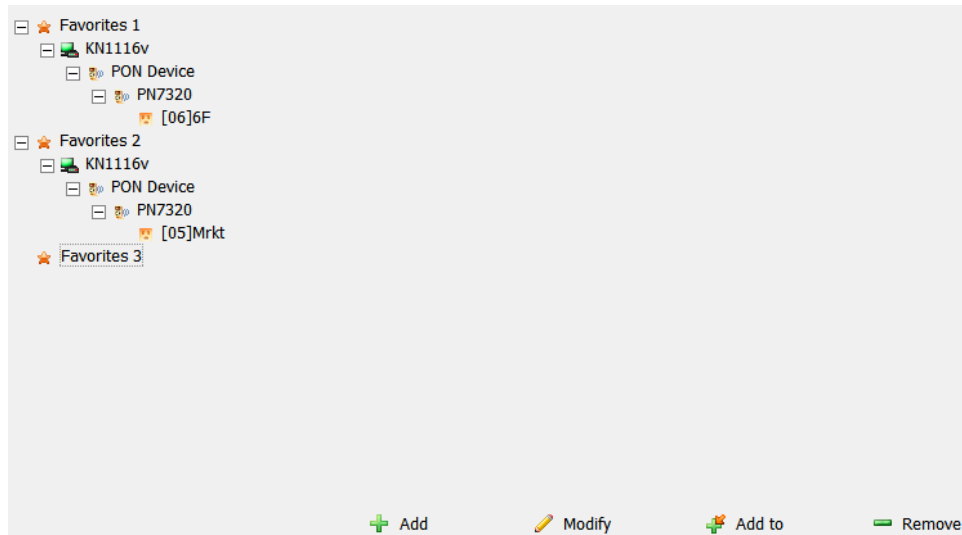 Favorites 1
KN1116v
PON Device
PN7320
[06]6F
Favorites 2
KN1116v
PON Device
PN7320
[05]Mrkt
Favorites 3
Add Modify Add to Remove